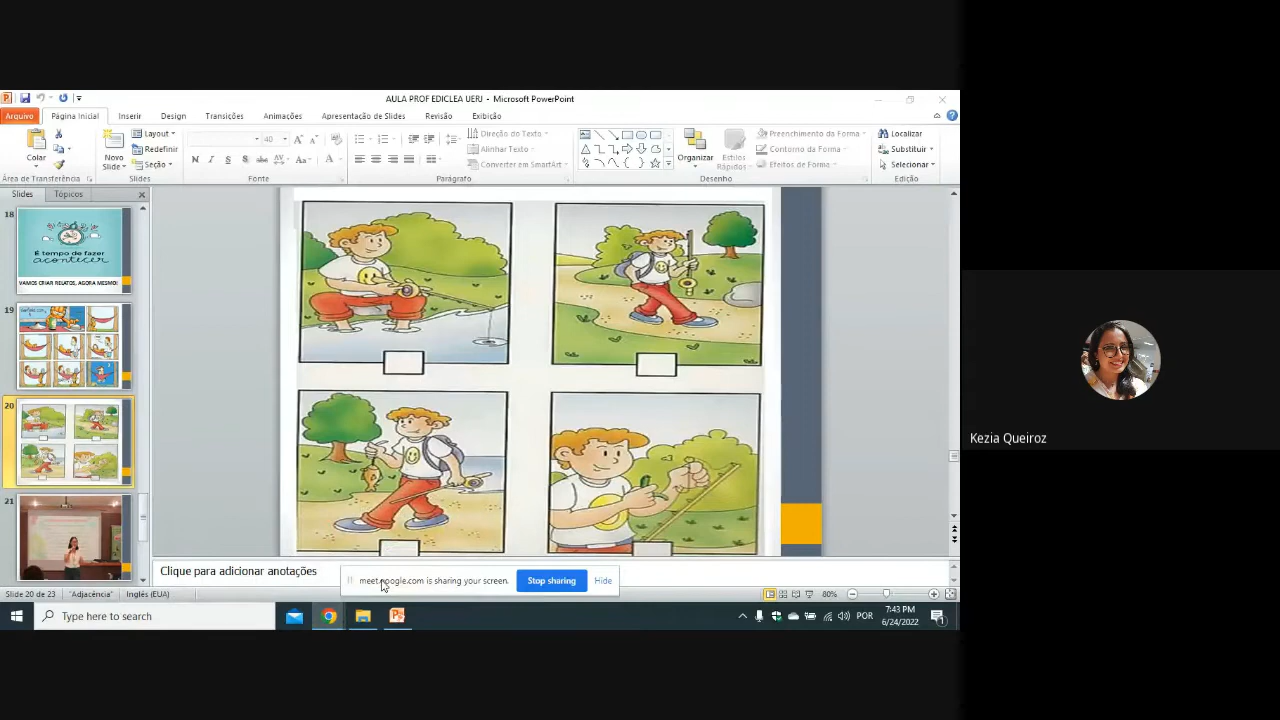 AULA PROF EDICLEA UERJ - Microsoft PowerPoint
Arquivo Página Inicial Inserir Design Transições Animações Apresentação de Slides Revisão Exibição
Colar
Novo Slide
Layout
Redefinir
Seção
40
N I S abc AV Aa A
Direção do Texto
Alinhar Texto
Converter em SmartArt
Organizar
Estilos Rápidos
Preenchimento da Forma
Contorno da Forma
Efeitos de Forma
Localizar
Substituir
Selecionar
Área de Transferência Slides Fonte Parágrafo Desenho Edição
Slides Tópicos
18
É tempo de fazer
acontecer
VAMOS CRIAR RELATOS, AGORA MESMO!
19
20
21
Kezia Queiroz
Clique para adicionar anotações
meet.google.com is sharing your screen.
Stop sharing
Hide
Slide 20 de 23 "Adjacência" Inglês (EUA) 80%
Type here to search
POR
7:43 PM
6/24/2022
1